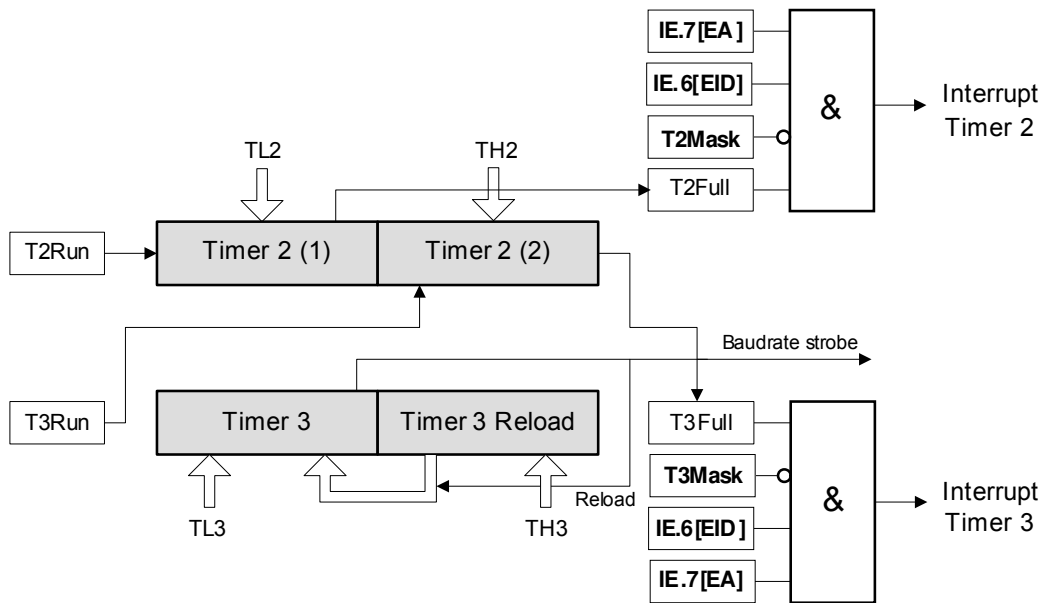 IE.7[EA]
IE.6[EID]
&
Interrupt
Timer 2
T2Mask
TL2
TH2
T2Full
T2Run
Timer 2 (1)
Timer 2 (2)
Baudrate strobe
T3Run
Timer 3
Timer 3 Reload
T3Full
T3Mask
Reload
&
Interrupt
Timer 3
TL3
TH3
IE.6[EID]
IE.7[EA]